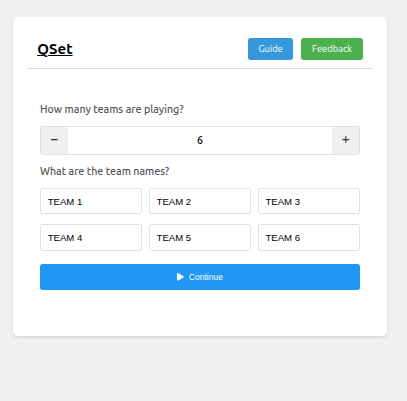 QSet
Guide
Feedback
How many teams are playing?
− 6 +
What are the team names?
TEAM 1 TEAM 2 TEAM 3
TEAM 4 TEAM 5 TEAM 6
Continue